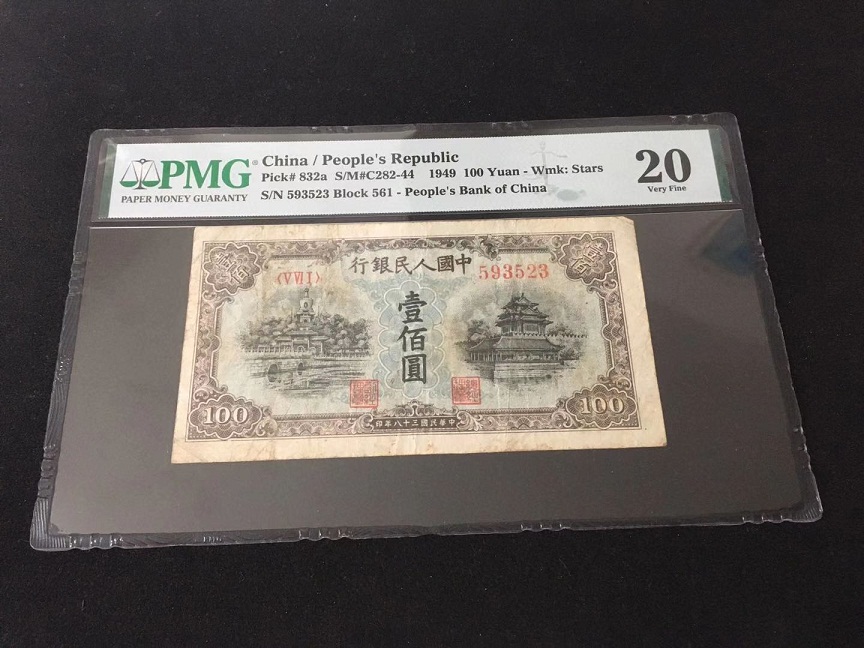 PMG
PAPER MONEY GUARANTY
China / People's Republic
Pick# 832a S/M#C282-44 1949 100 Yuan - Wmk: Stars
S/N 593523 Block 561 - People's Bank of China
20
Very Fine
行銀民人國中
593523
壹佰圓
100
100
印年八十三國民華中